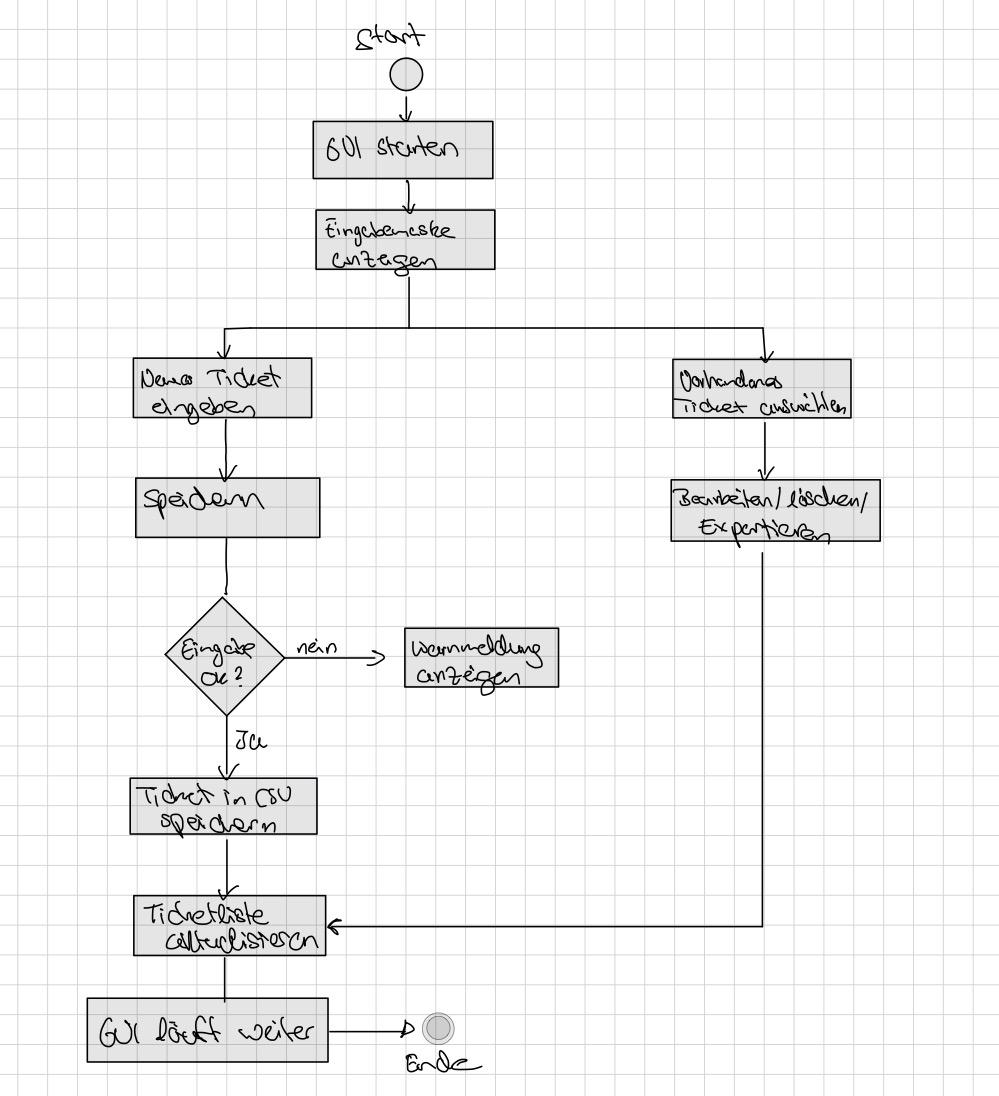 Start
GUI starten
Eingabemaske
anzeigen
Neues Ticket
eingeben
Vorhandenes
Ticket auswählen
Speichern
Bearbeiten/löschen/
Exportieren
Eingabe
ok?
nein
Warnmeldung
anzeigen
Ja
Ticket in CSV
speichern
Ticketliste
aktualisieren
GUI läuft weiter
Ende